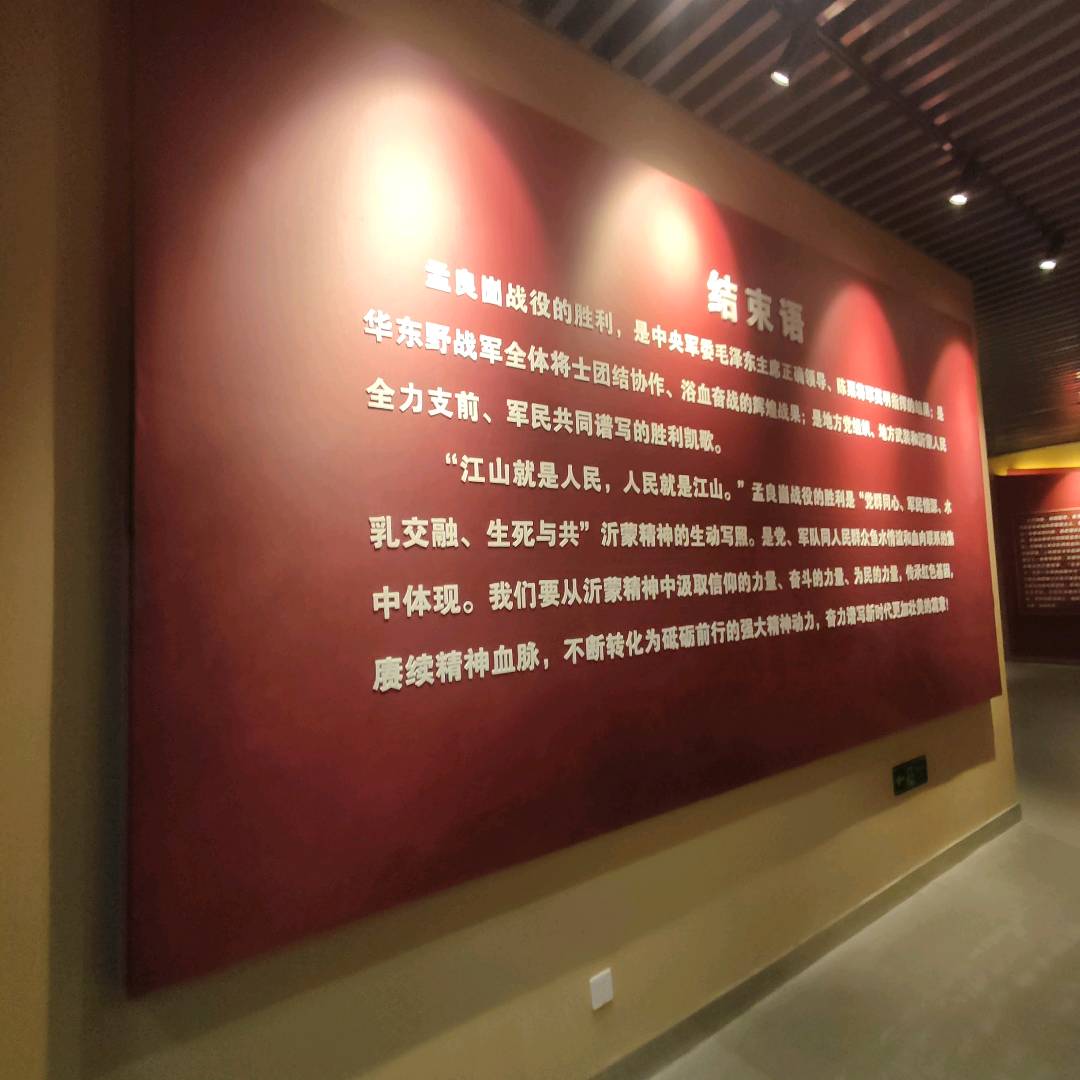 结束语
孟良崮战役的胜利，是中央军委毛泽东主席正确领导、陈粟将军高明指挥的结果；是
华东野战军全体将士团结协作、浴血奋战的辉煌战果；是地方党组织、地方武装和沂蒙人民
全力支前、军民共同谱写的胜利凯歌。
“江山就是人民，人民就是江山。”孟良崮战役的胜利是“党群同心、军民情深、水
乳交融、生死与共”沂蒙精神的生动写照。是党、军队同人民群众鱼水情谊和血肉联系的集
中体现。我们要从沂蒙精神中汲取信仰的力量、奋斗的力量、为民的力量，传承红色基因，
赓续精神血脉，不断转化为砥砺前行的强大精神动力，奋力谱写新时代更加壮美的篇章！